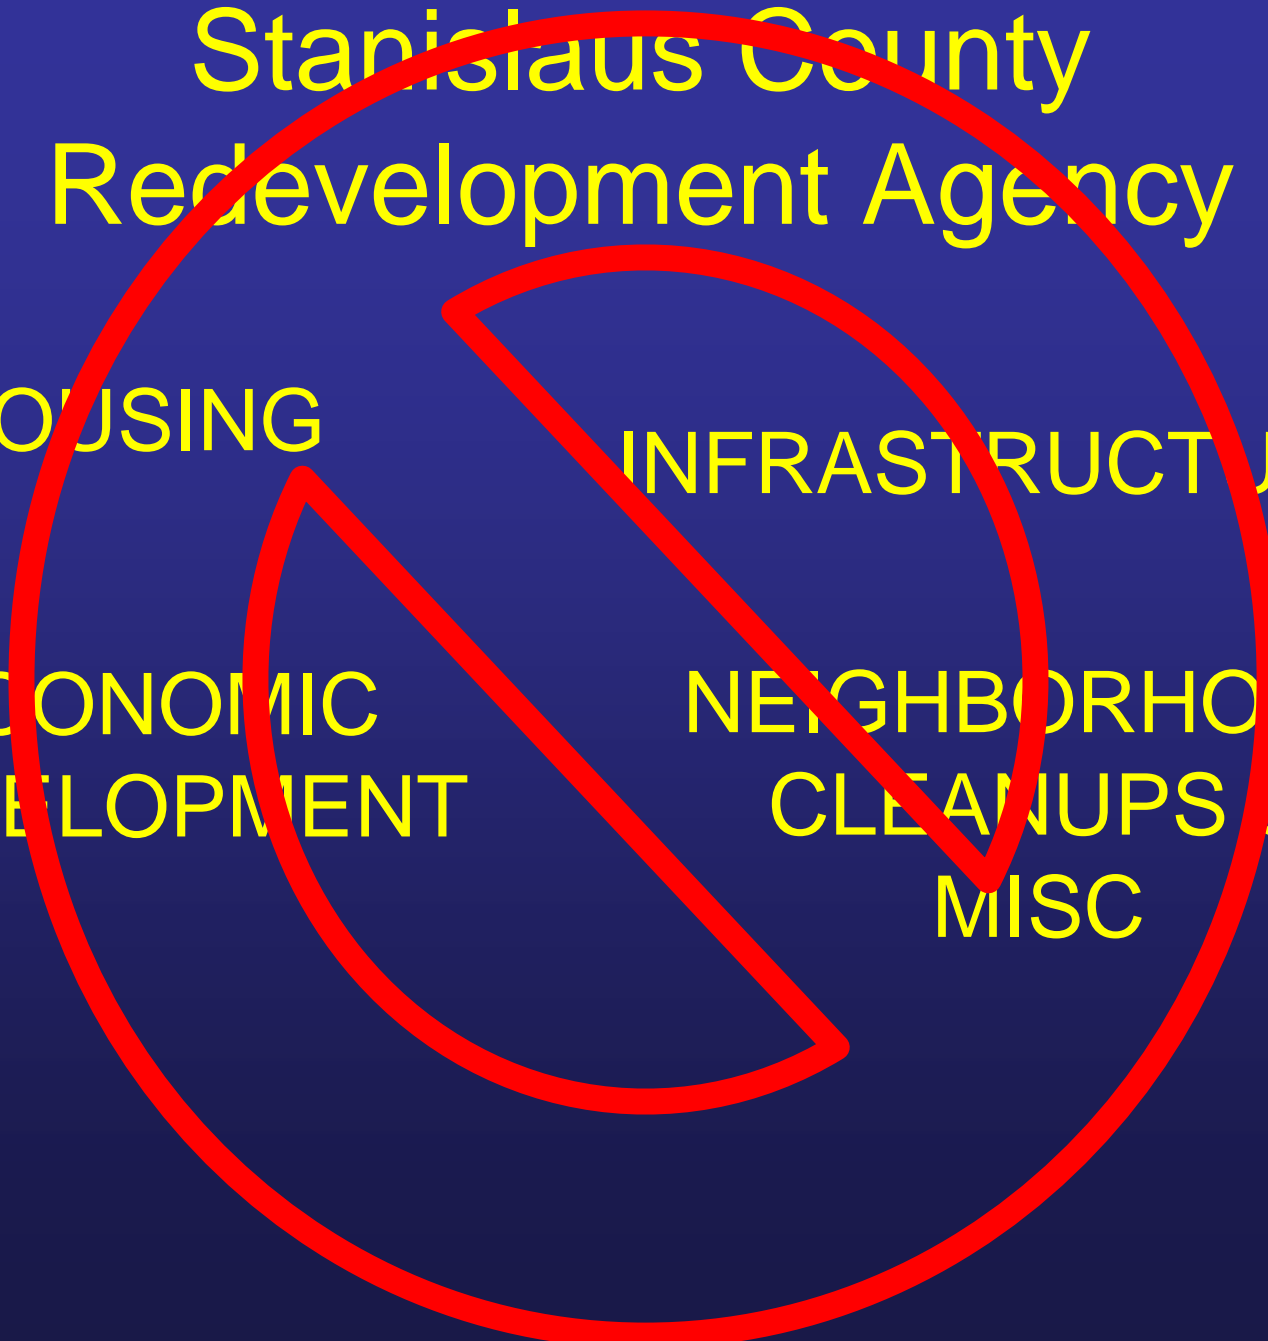 Stanislaus County
Redevelopment Agency
OUSING
INFRASTRUCTU
CONOMIC
ELOPMENT
NEIGHBORHO
CLEANUPS
MISC